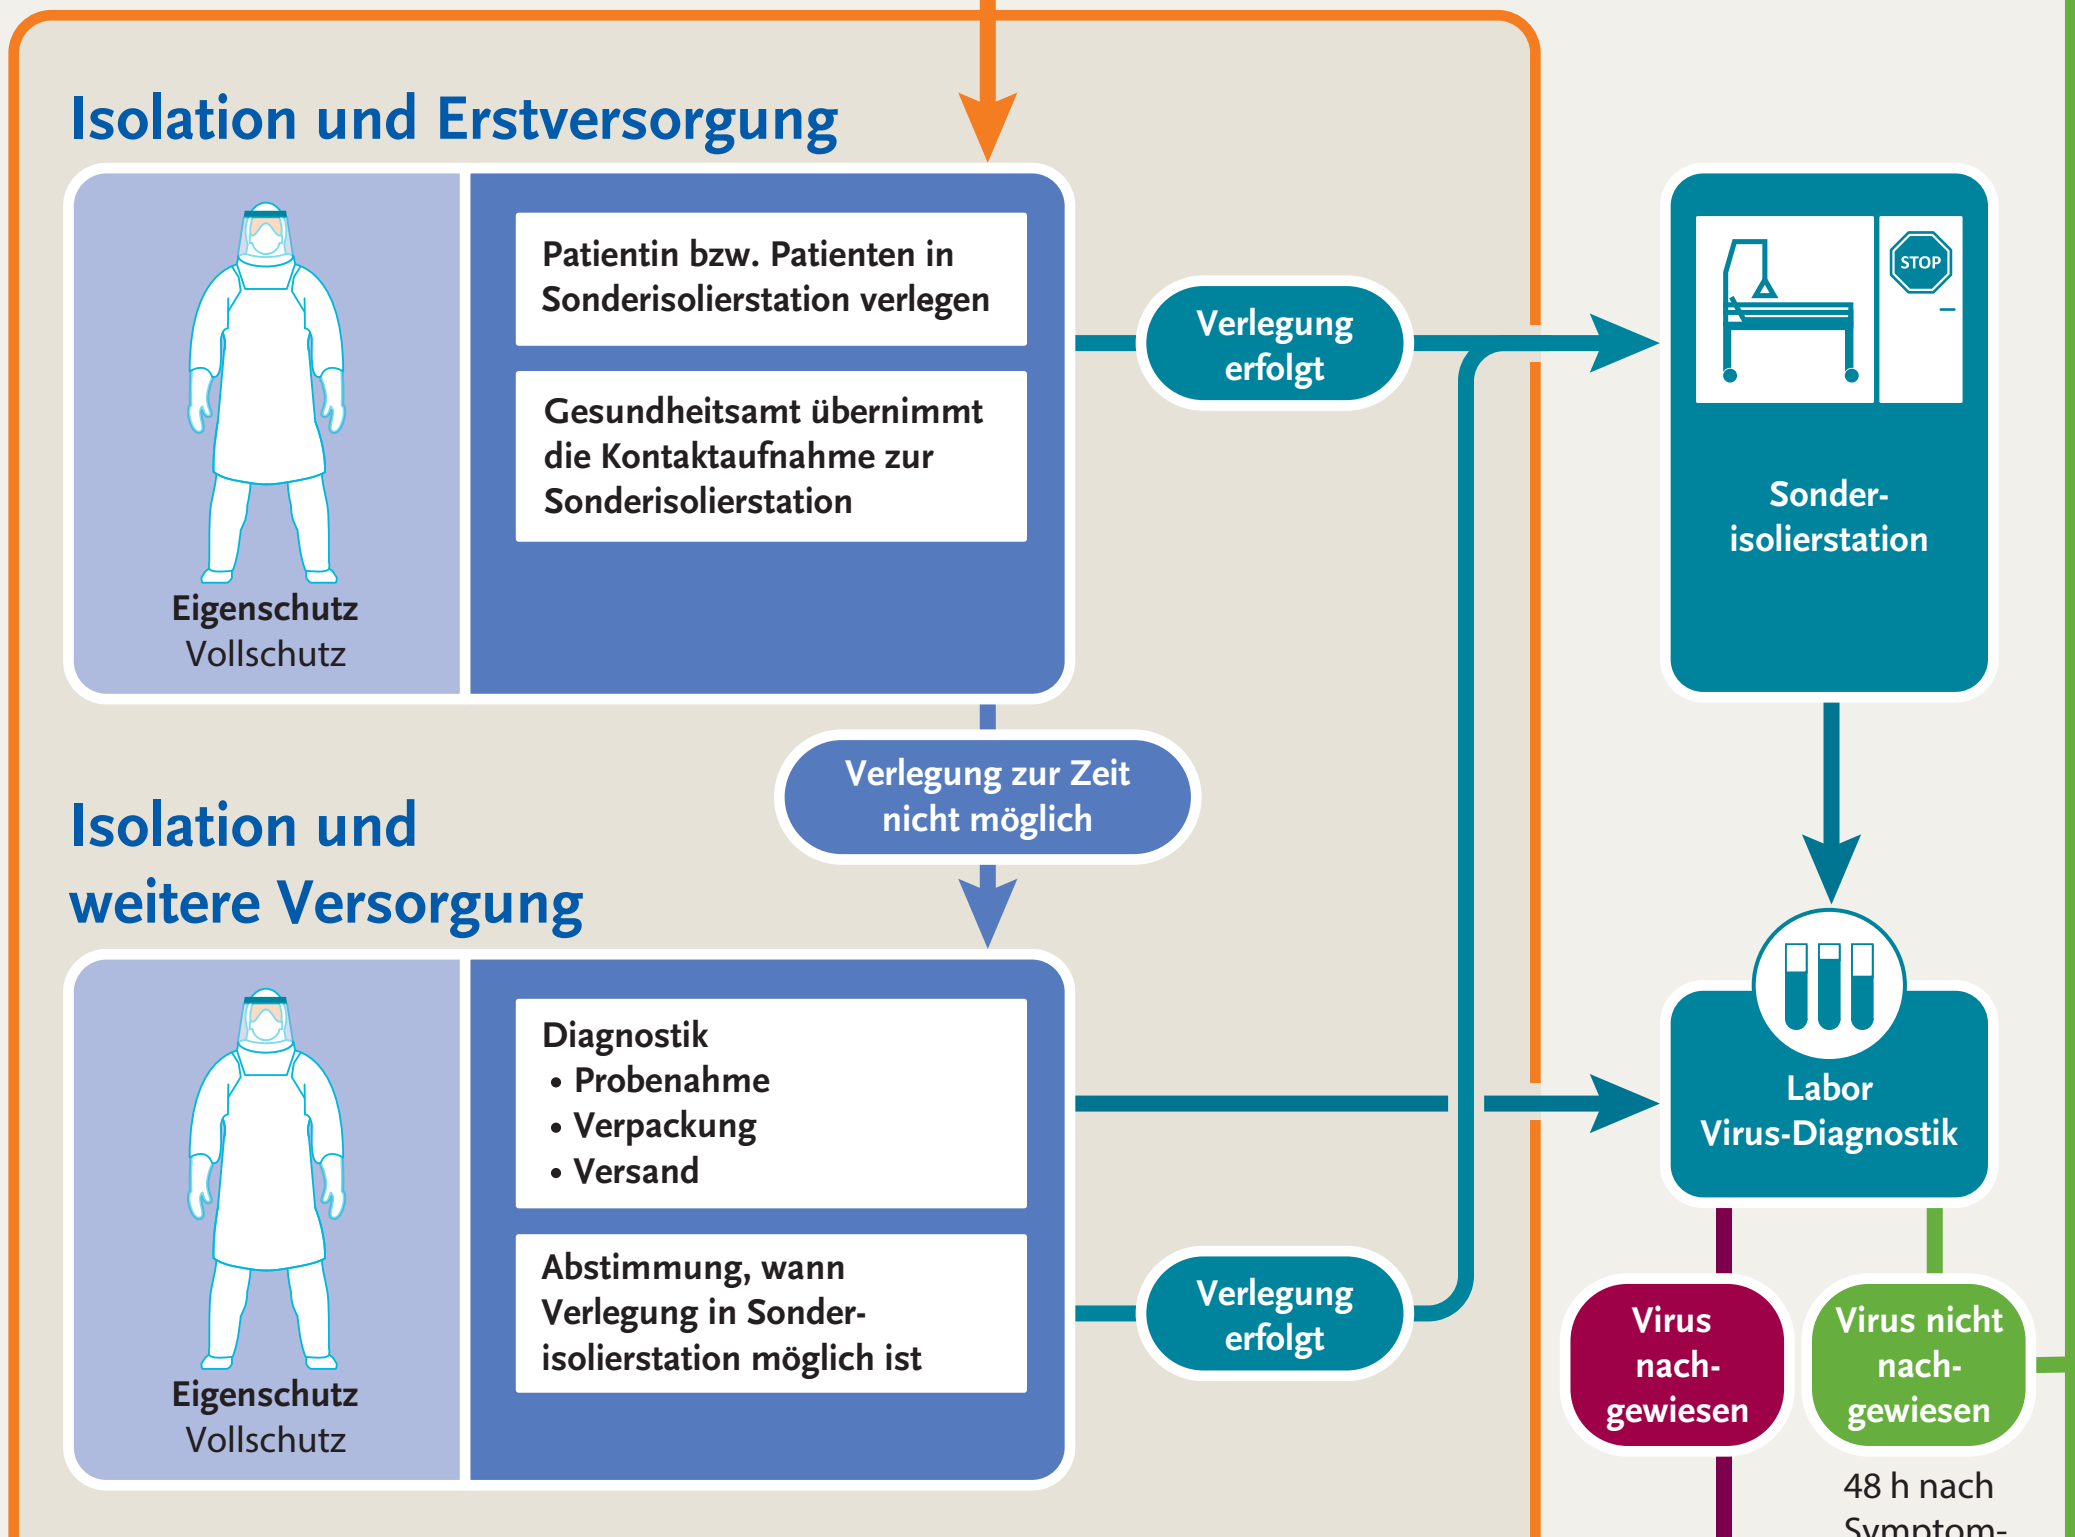 Isolation und Erstversorgung
Patientin bzw. Patienten in
Sonderisolierstation verlegen
Gesundheitsamt übernimmt
die Kontaktaufnahme zur
Sonderisolierstation
Eigenschutz
Vollschutz
Verlegung
erfolgt
STOP
Sonder-
isolierstation
Verlegung zur Zeit
nicht möglich
Isolation und
weitere Versorgung
Diagnostik
• Probenahme
• Verpackung
• Versand
Abstimmung, wann
Verlegung in Sonder-
isolierstation möglich ist
Eigenschutz
Vollschutz
Verlegung
erfolgt
Labor
Virus-Diagnostik
Virus
nach-
gewiesen
Virus nicht
nach-
gewiesen
48 h nach
Symptom-